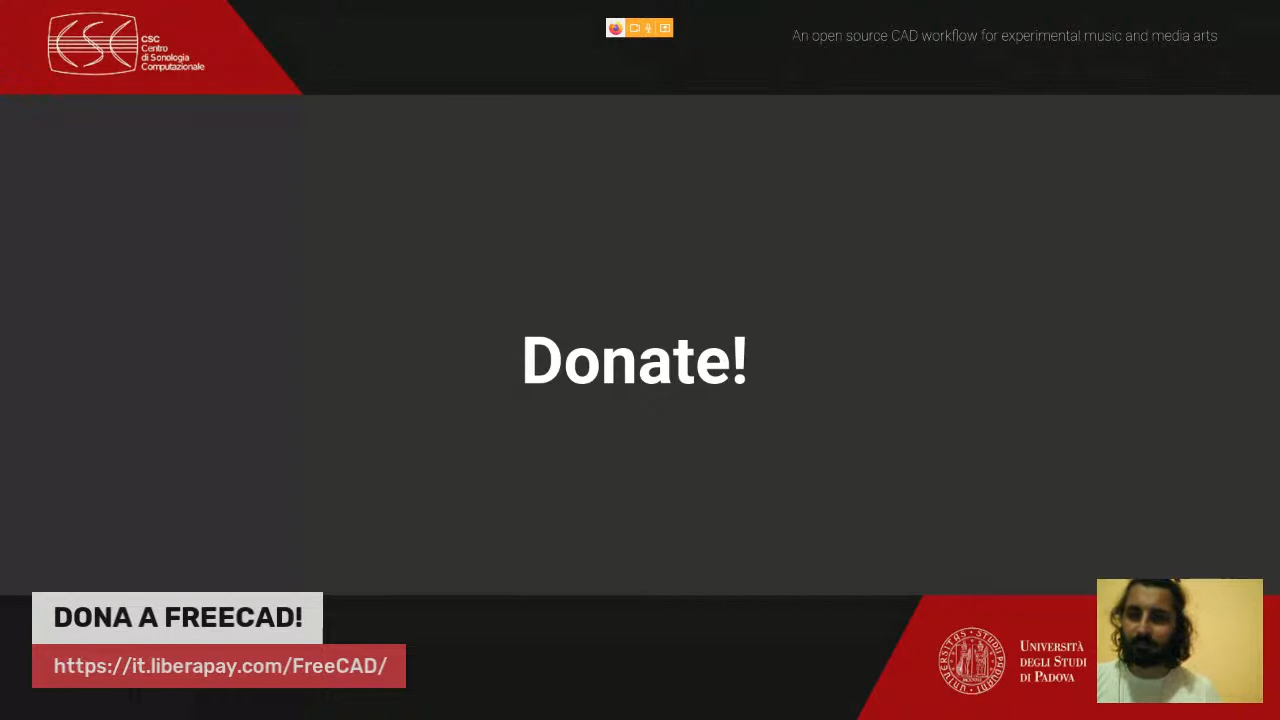 CSC
Centro
di Sonologia
Computazionale
An open source CAD workflow for experimental music and media arts
Donate!
DONA A FREECAD!
https://it.liberapay.com/FreeCAD/
UNIVERSITÀ
DEGLI STUDI
DI PADOVA